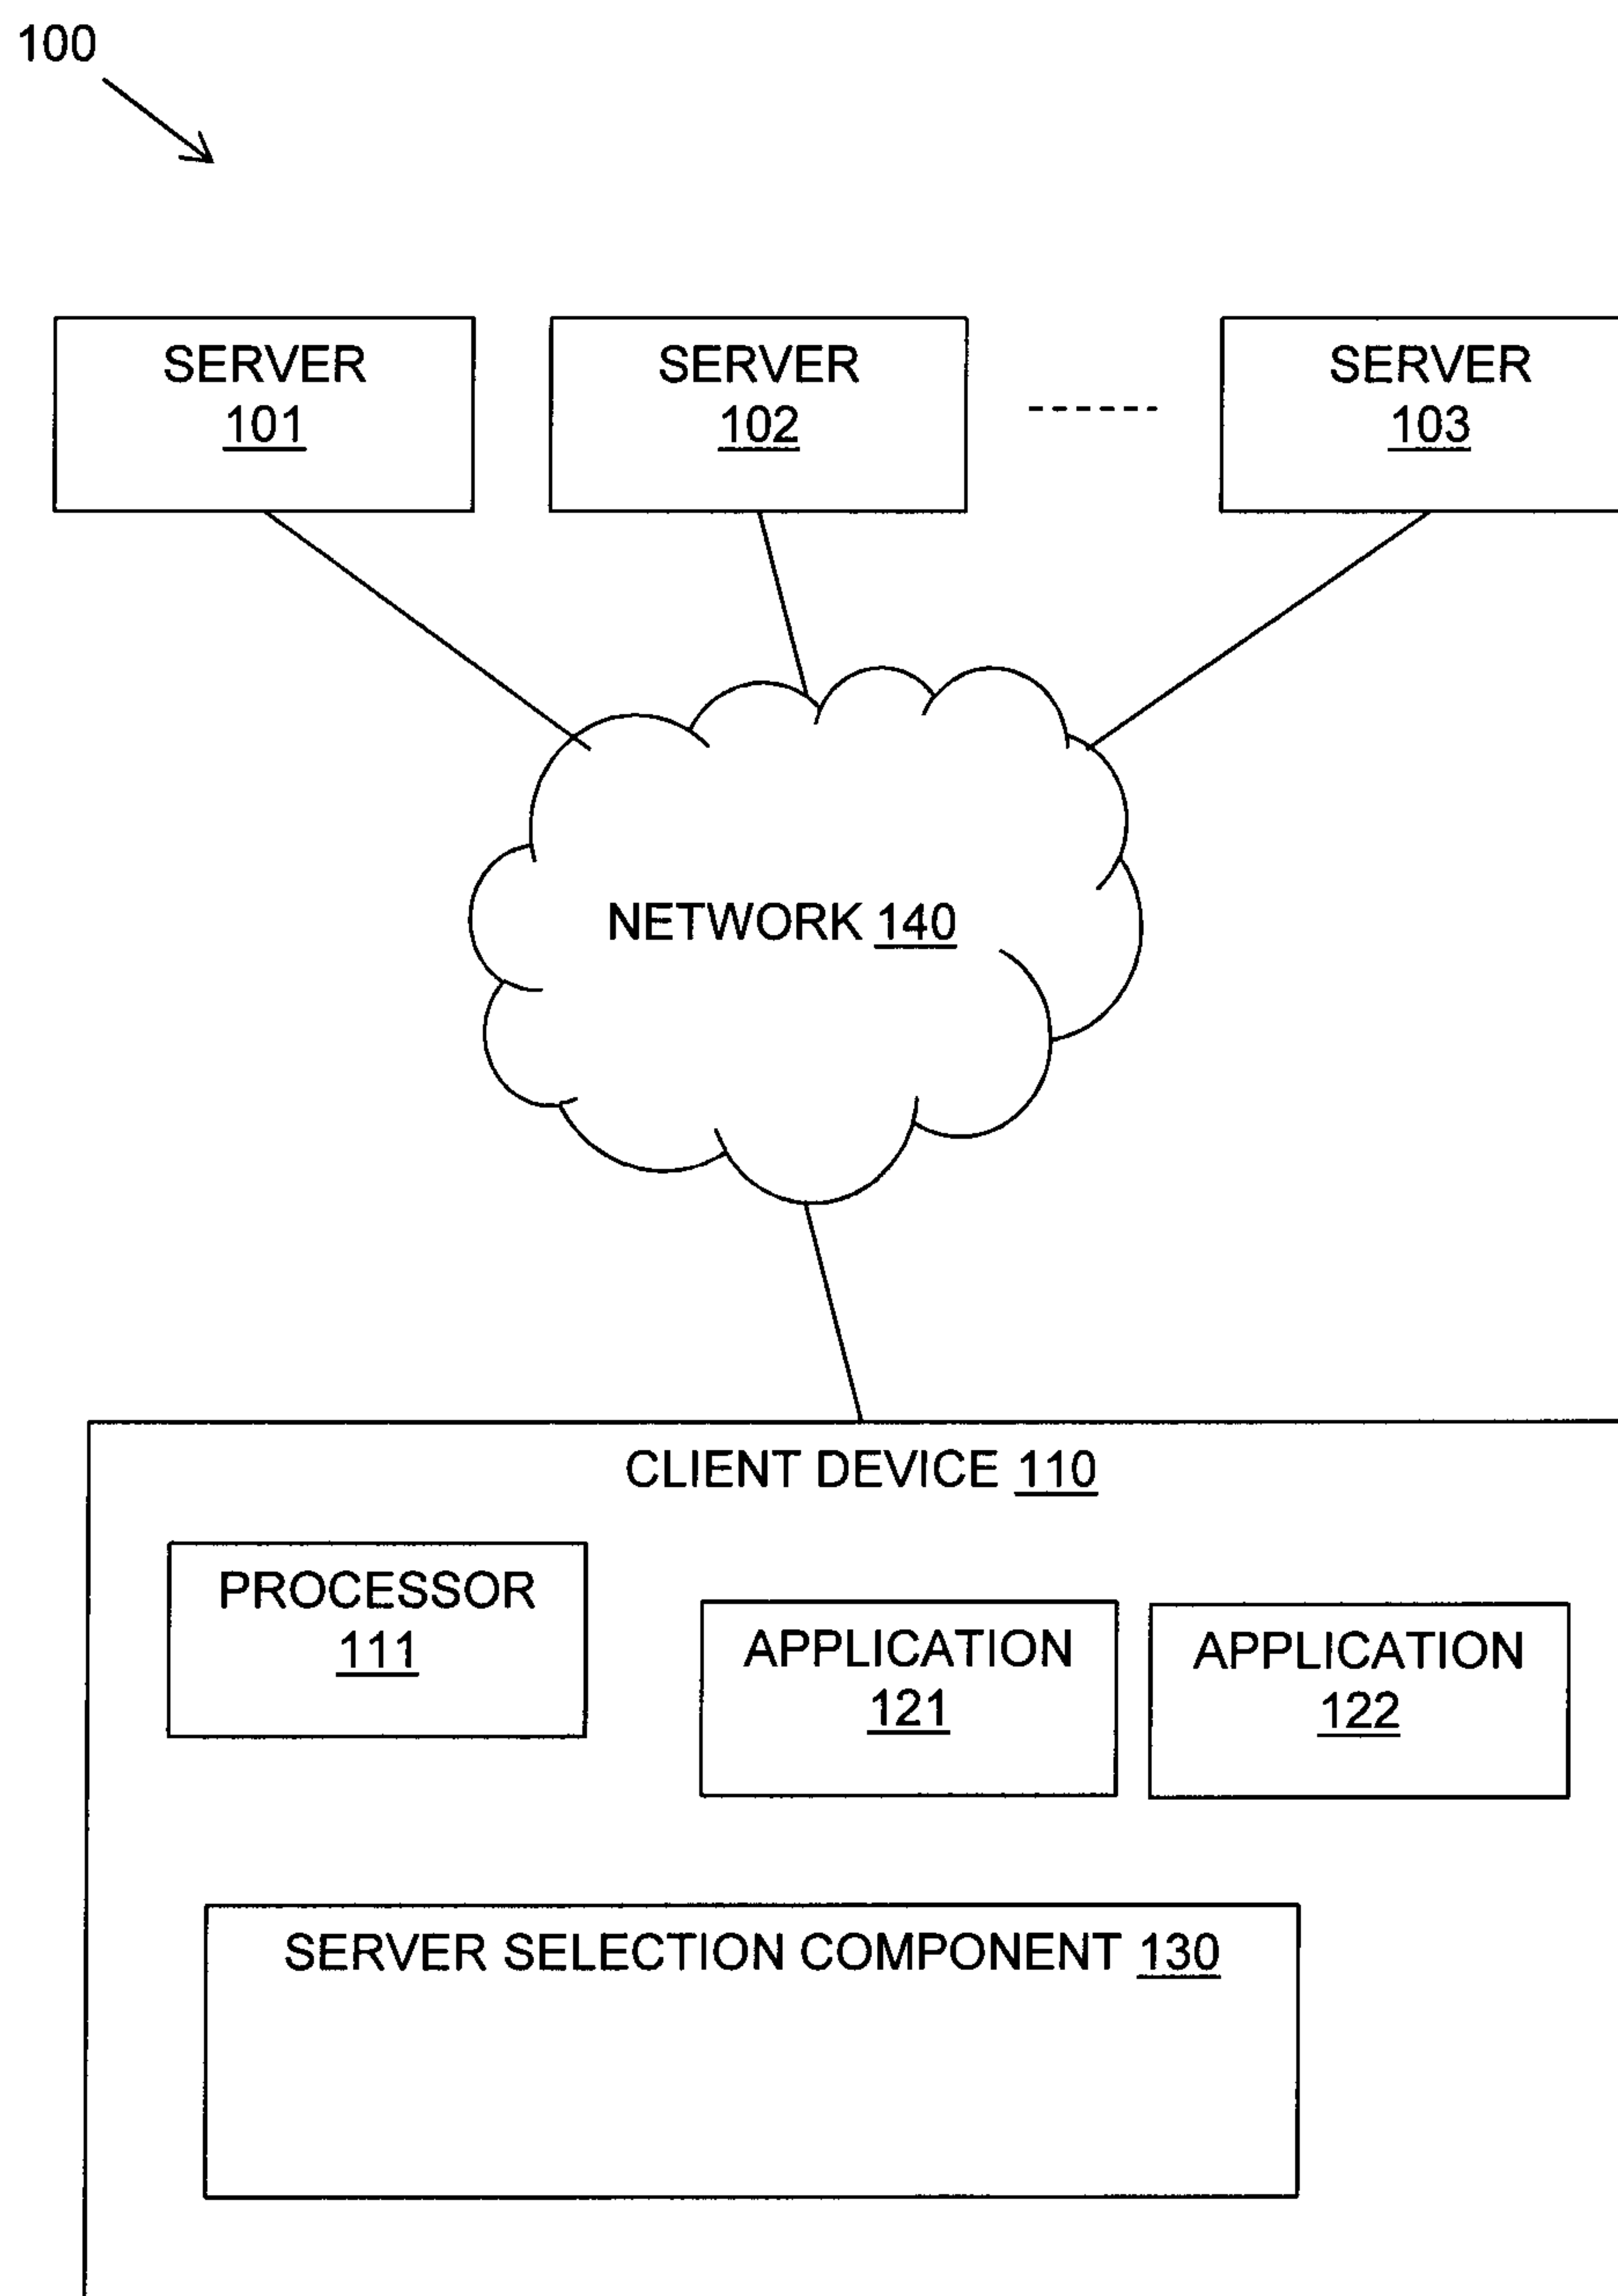 100
SERVER
101
SERVER
102
SERVER
103
NETWORK 140
CLIENT DEVICE 110
PROCESSOR
111
APPLICATION
121
APPLICATION
122
SERVER SELECTION COMPONENT 130